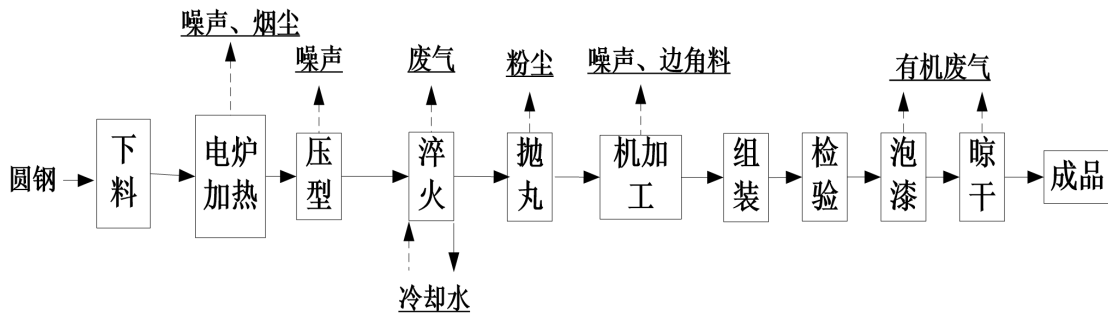 噪声、烟尘
噪声
废气
粉尘
噪声、边角料
有机废气
圆钢
下料
电炉
加热
压型
淬火
抛丸
机加
工
组装
检验
泡漆
晾干
成品
冷却水